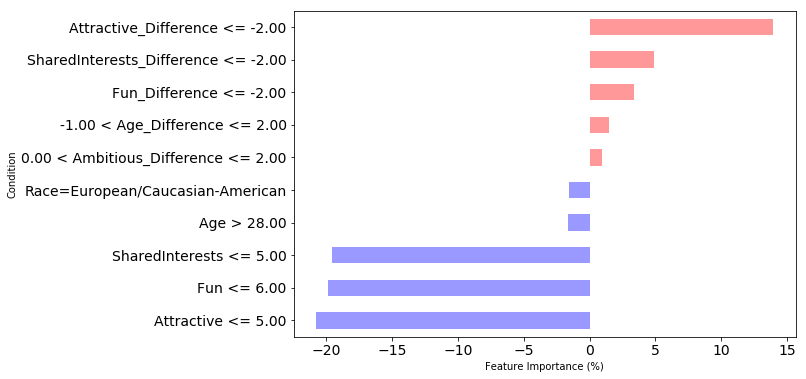 Attractive_Difference <= -2.00
SharedInterests_Difference <= -2.00
Fun_Difference <= -2.00
-1.00 < Age_Difference <= 2.00
0.00 < Ambitious_Difference <= 2.00
Race=European/Caucasian-American
Age > 28.00
SharedInterests <= 5.00
Fun <= 6.00
Attractive <= 5.00
Condition
−20 −15 −10 −5 0 5 10 15
Feature Importance (%)